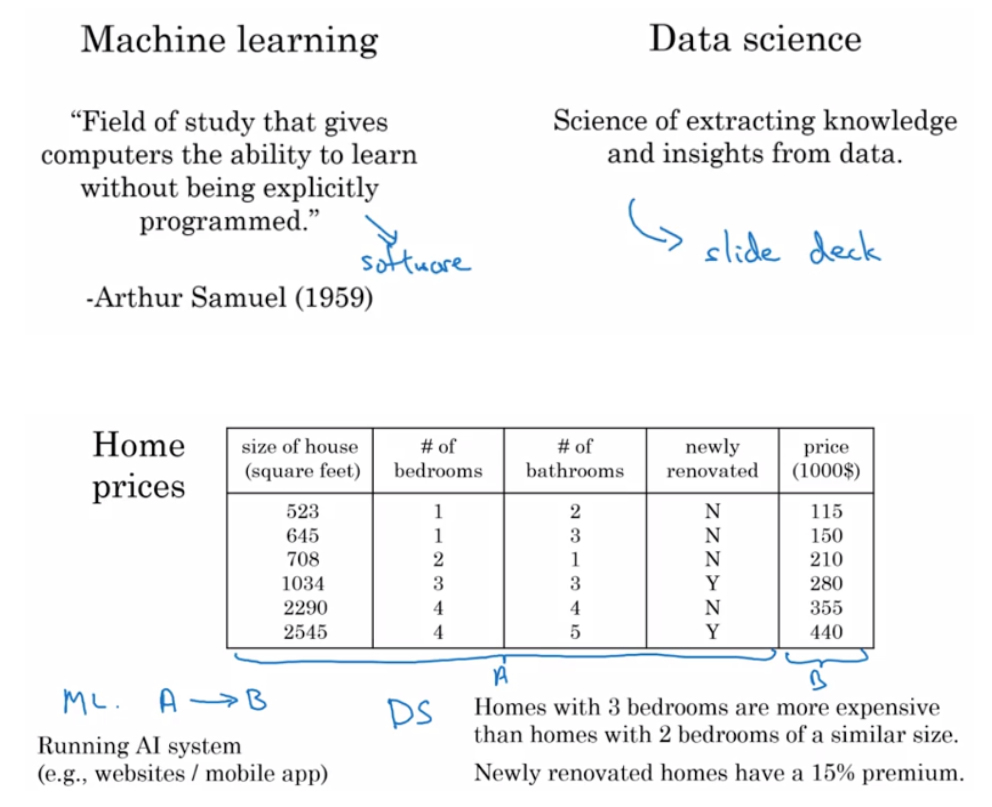 Machine learning
Data science
“Field of study that gives
computers the ability to learn
without being explicitly
programmed.”
software
-Arthur Samuel (1959)
Science of extracting knowledge
and insights from data.
slide deck
Home
prices
size of house
(square feet)
# of
bedrooms
# of
bathrooms
newly
renovated
price
(1000$)
523 1 2 N 115
645 1 3 N 150
708 2 1 N 210
1034 3 3 Y 280
2290 4 4 N 355
2545 4 5 Y 440
A
B
ML. A → B
Running AI system
(e.g., websites / mobile app)
DS
Homes with 3 bedrooms are more expensive
than homes with 2 bedrooms of a similar size.
Newly renovated homes have a 15% premium.